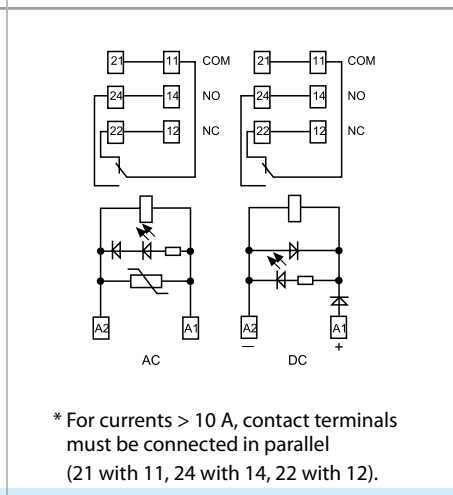 21 11 COM 21 11 COM
24 14 NO 24 14 NO
22 12 NC 22 12 NC
A2 A1 A2 A1
— +
AC DC
* For currents > 10 A, contact terminals
must be connected in parallel
(21 with 11, 24 with 14, 22 with 12).